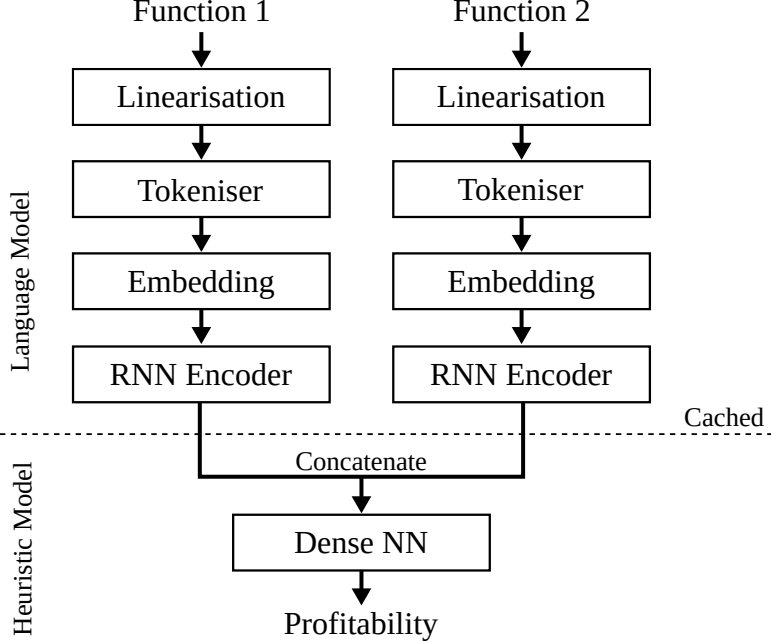 Function 1
Function 2
Linearisation
Linearisation
Tokeniser
Tokeniser
Language Model
Embedding
Embedding
RNN Encoder
RNN Encoder
Cached
Concatenate
Heuristic Model
Dense NN
Profitability